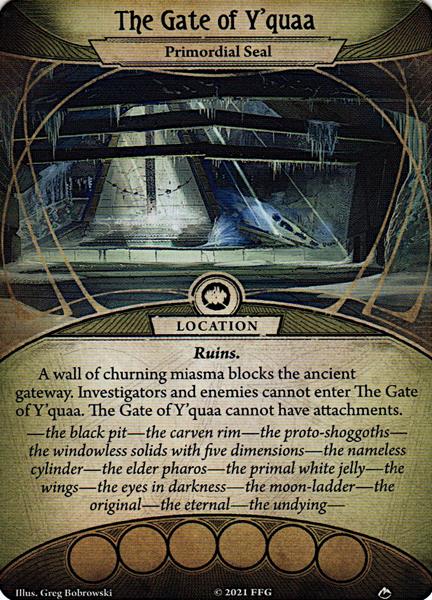 The Gate of Y'quaa
Primordial Seal
LOCATION
Ruins.
A wall of churning miasma blocks the ancient
gateway. Investigators and enemies cannot enter The Gate
of Y'quaa. The Gate of Y'quaa cannot have attachments.
—the black pit—the carven rim—the proto-shoggoths—
the windowless solids with five dimensions—the nameless
cylinder—the elder pharos—the primal white jelly—the
wings—the eyes in darkness—the moon-ladder—the
original—the eternal—the undying—
Illus. Greg Bobrowski
© 2021 FFG